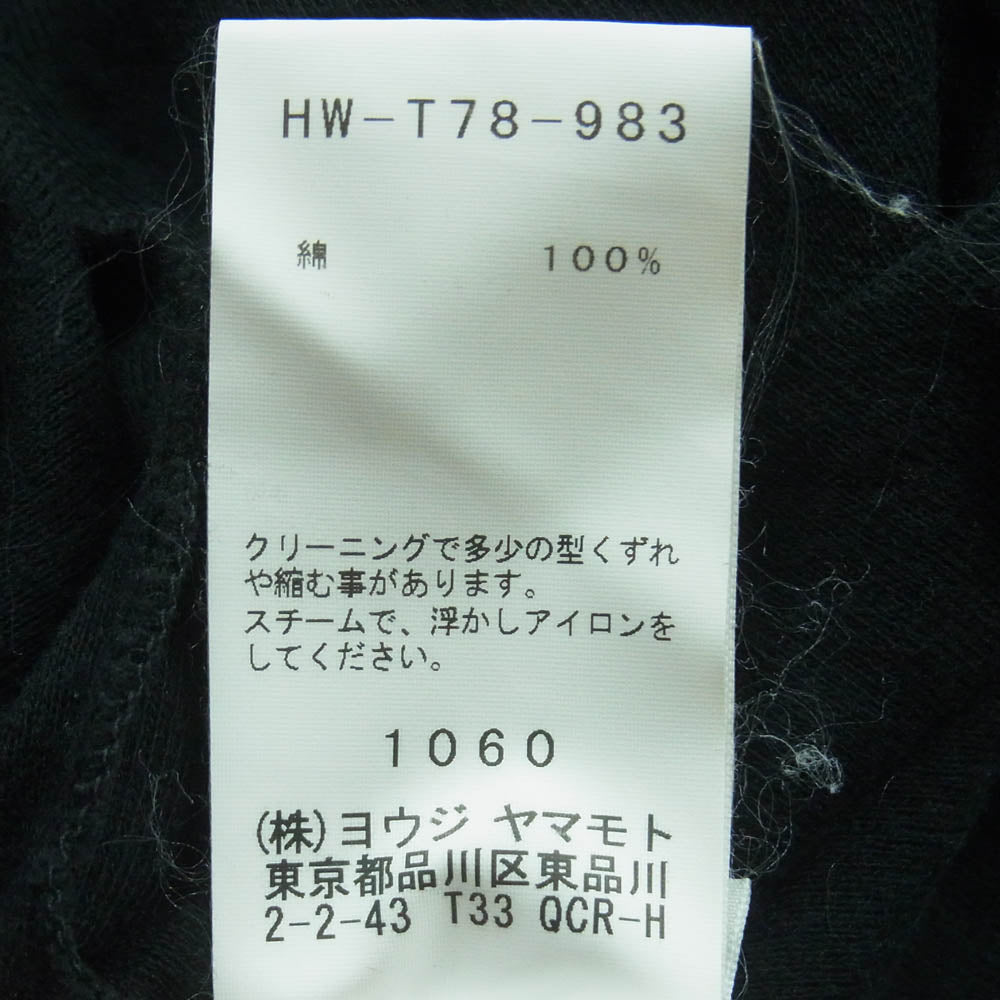 HW-T78-983
綿 100%
クリーニングで多少の型くずれ
や縮む事があります。
スチームで、浮かしアイロンを
してください。
1060
(株)ヨウジ ヤマモト
東京都品川区東品川
2-2-43 T33 QCR-H